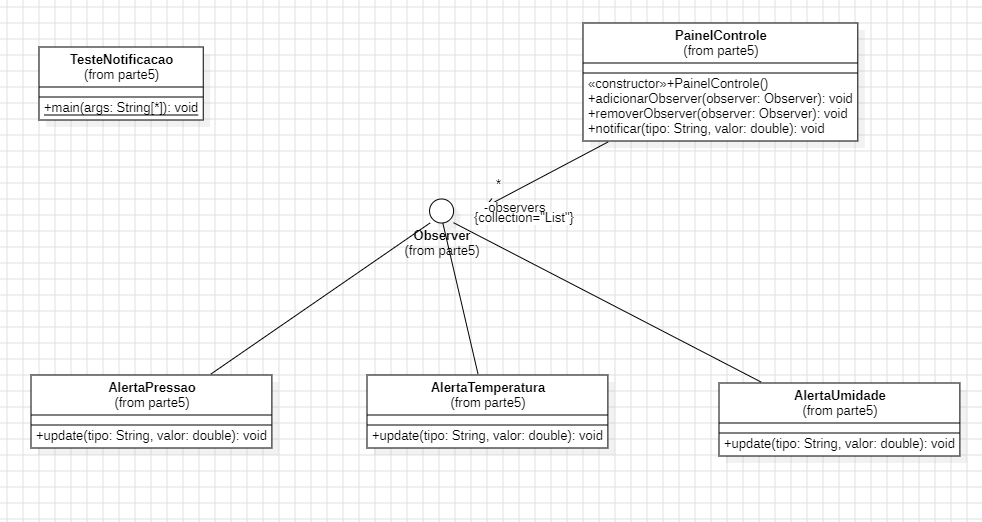 TesteNotificacao
(from parte5)
+main(args: String[*]): void
PainelControle
(from parte5)
«constructor»+PainelControle()
+adicionarObserver(observer: Observer): void
+removerObserver(observer: Observer): void
+notificar(tipo: String, valor: double): void
*
-observers
{collection="List"}
Observer
(from parte5)
AlertaPressao
(from parte5)
+update(tipo: String, valor: double): void
AlertaTemperatura
(from parte5)
+update(tipo: String, valor: double): void
AlertaUmidade
(from parte5)
+update(tipo: String, valor: double): void